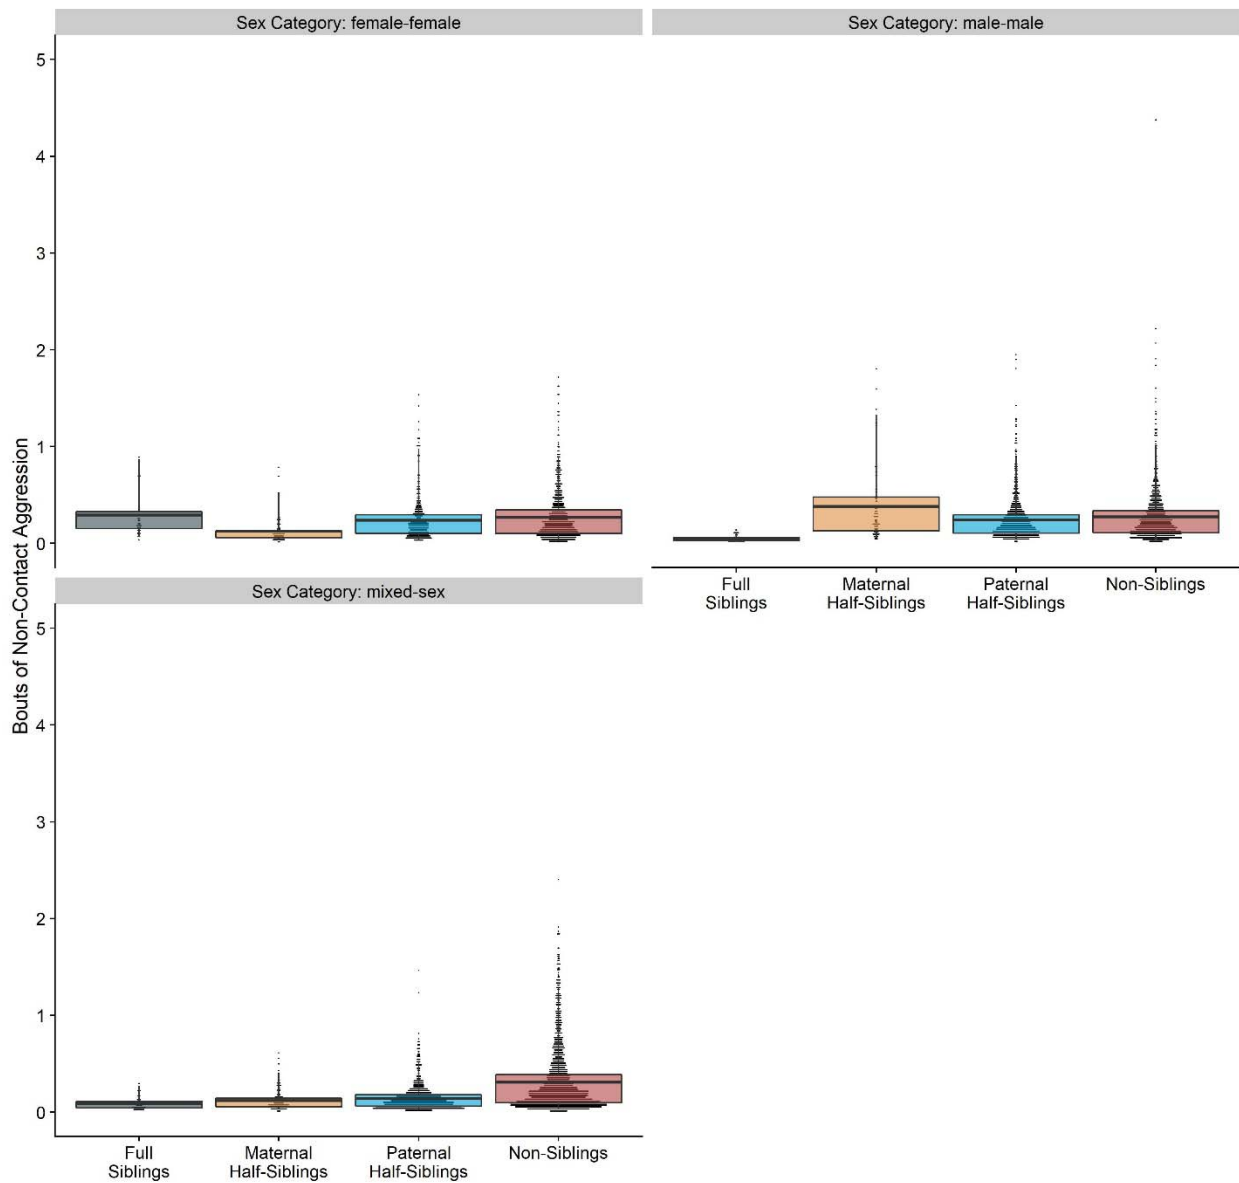 Sex Category: female-female
Sex Category: male-male
5
4
3
2
1
0
Full
Siblings
Maternal
Half-Siblings
Paternal
Half-Siblings
Non-Siblings
Sex Category: mixed-sex
Bouts of Non-Contact Aggression
5
4
3
2
1
0
Full
Siblings
Maternal
Half-Siblings
Paternal
Half-Siblings
Non-Siblings